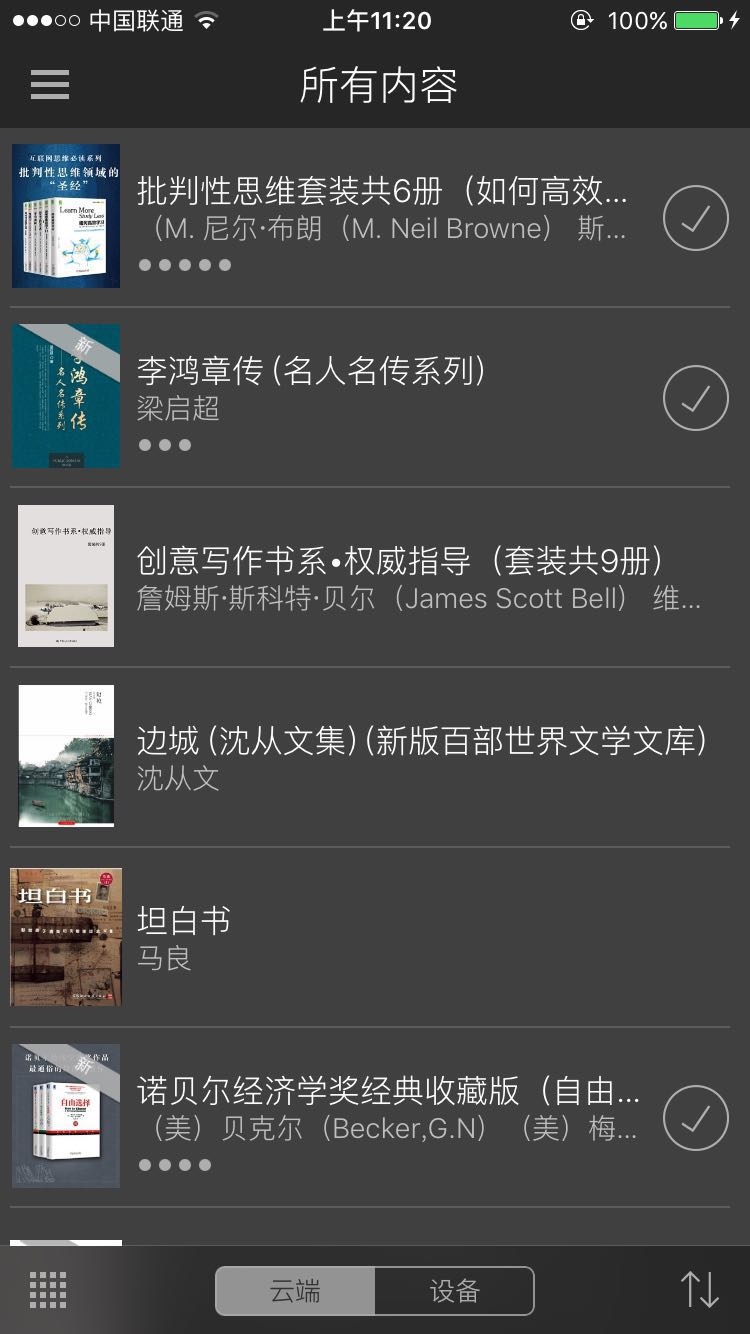 中国联通
上午11:20
100%
所有内容
互联网思维必读系列
批判性思维领域的
“圣经”
Learn More
Study Less
批判性思维套装共6册（如何高效...
（M. 尼尔·布朗（M. Neil Browne） 斯...
新
李鸿章传
名人名传系列
李鸿章传 (名人名传系列)
梁启超
创意写作书系•权威指导
创意写作书系•权威指导（套装共9册）
詹姆斯·斯科特·贝尔（James Scott Bell） 维...
边城 (沈从文集) (新版百部世界文学文库)
沈从文
坦白书
坦白书
马良
新
自由选择
诺贝尔经济学奖经典收藏版（自由...
（美）贝克尔（Becker,G.N） （美）梅...
云端
设备